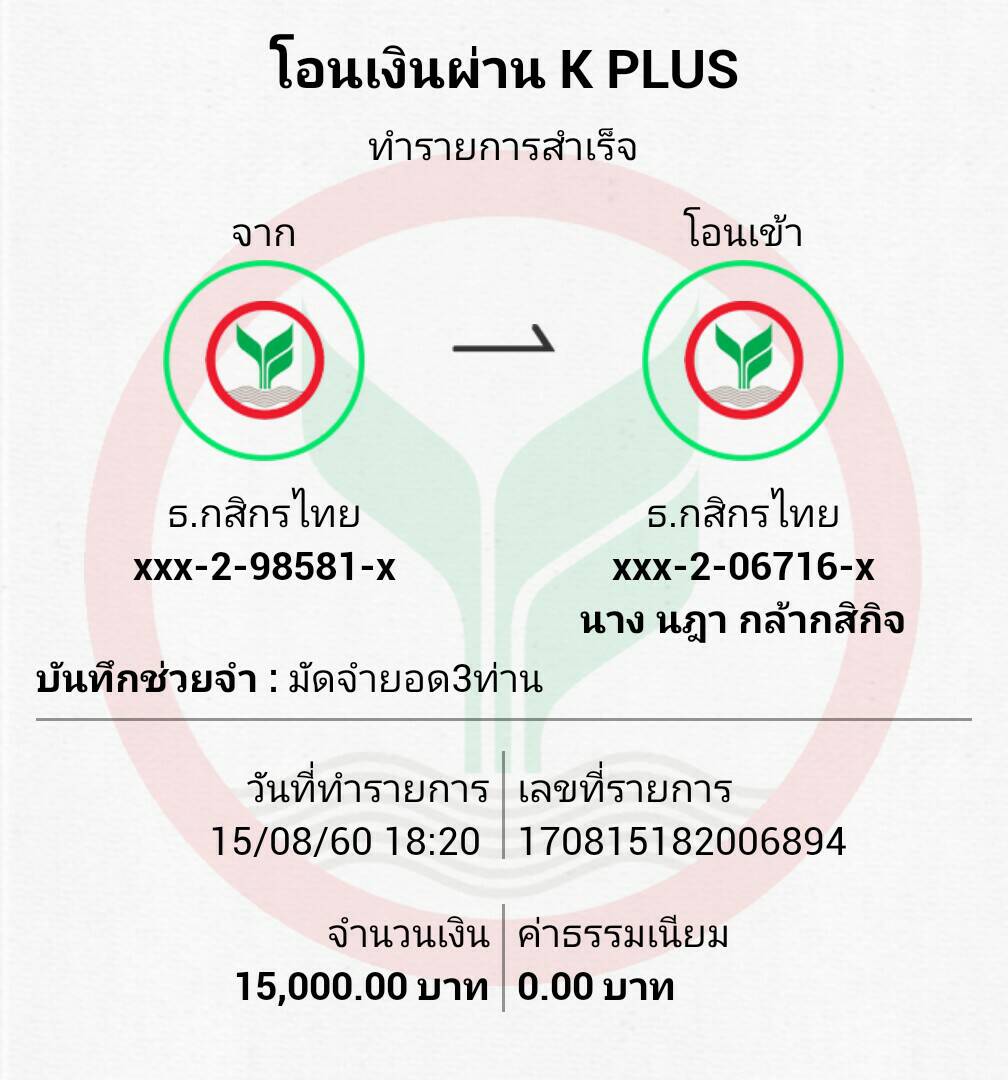 โอนเงินผ่าน K PLUS
ทำรายการสำเร็จ
จาก
โอนเข้า
ธ.กสิกรไทย
xxx-2-98581-x
ธ.กสิกรไทย
xxx-2-06716-x
นาง นฎา กล้ากสิกิจ
บันทึกช่วยจำ : มัดจำยอด3ท่าน
วันที่ทำรายการ
15/08/60 18:20
เลขที่รายการ
170815182006894
จำนวนเงิน
15,000.00 บาท
ค่าธรรมเนียม
0.00 บาท